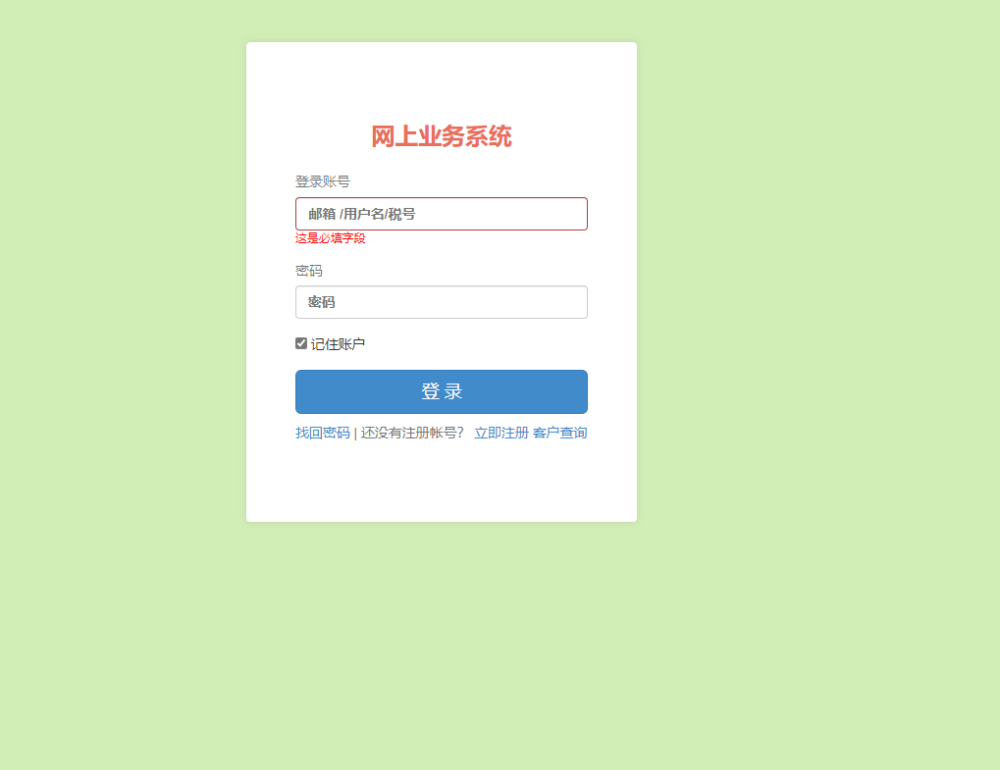 网上业务系统
登录账号
邮箱 /用户名/税号
这是必填字段
密码
密码
记住账户
登 录
找回密码 | 还没有注册帐号? 立即注册 客户查询